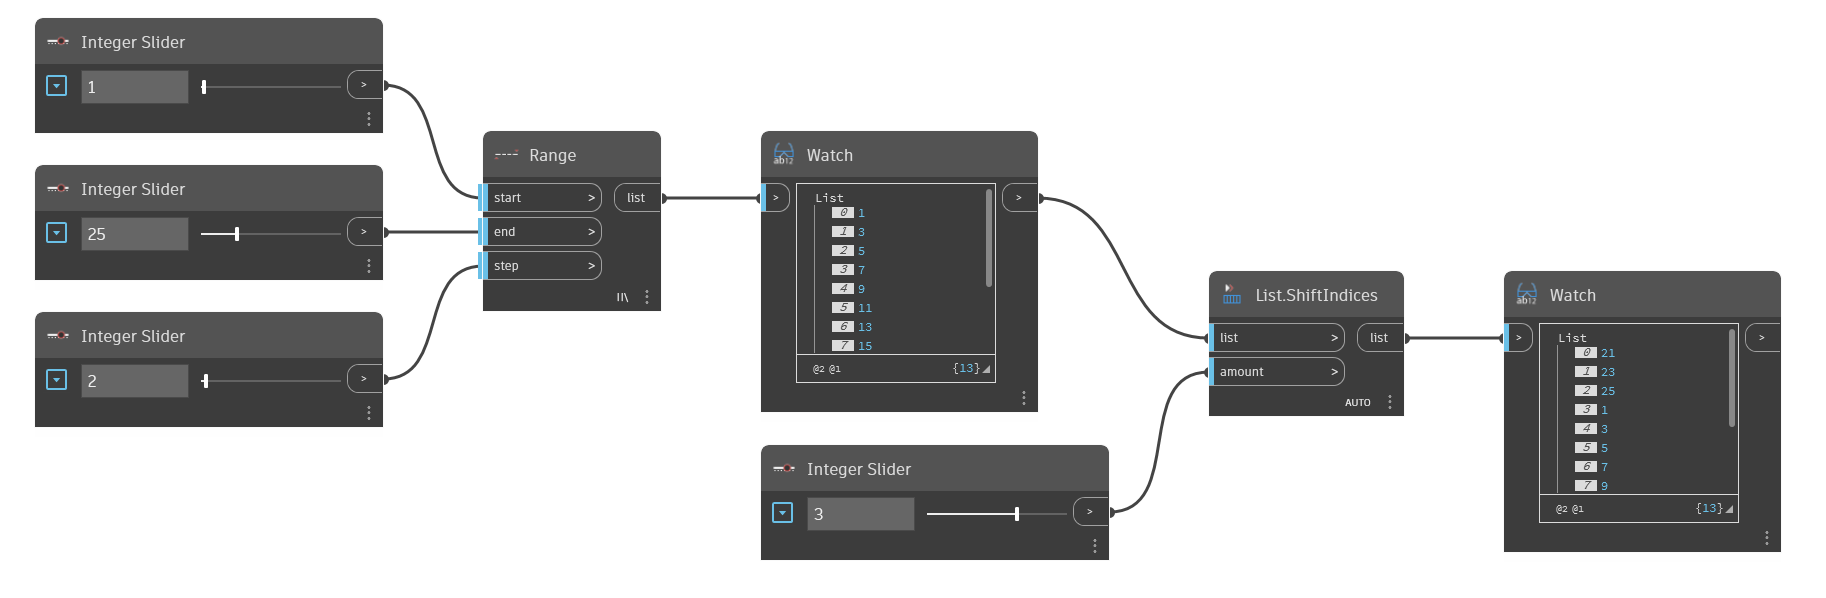 Integer Slider
1
>
Integer Slider
25
>
Integer Slider
2
>
Range
start >
list
end >
step >
Watch
>
List
0 1
1 3
2 5
3 7
4 9
5 11
6 13
7 15
@2 @1 {13}
>
Integer Slider
3
>
List.ShiftIndices
list >
list
amount >
AUTO
Watch
>
List
0 21
1 23
2 25
3 1
4 3
5 5
6 7
7 9
@2 @1 {13}
>